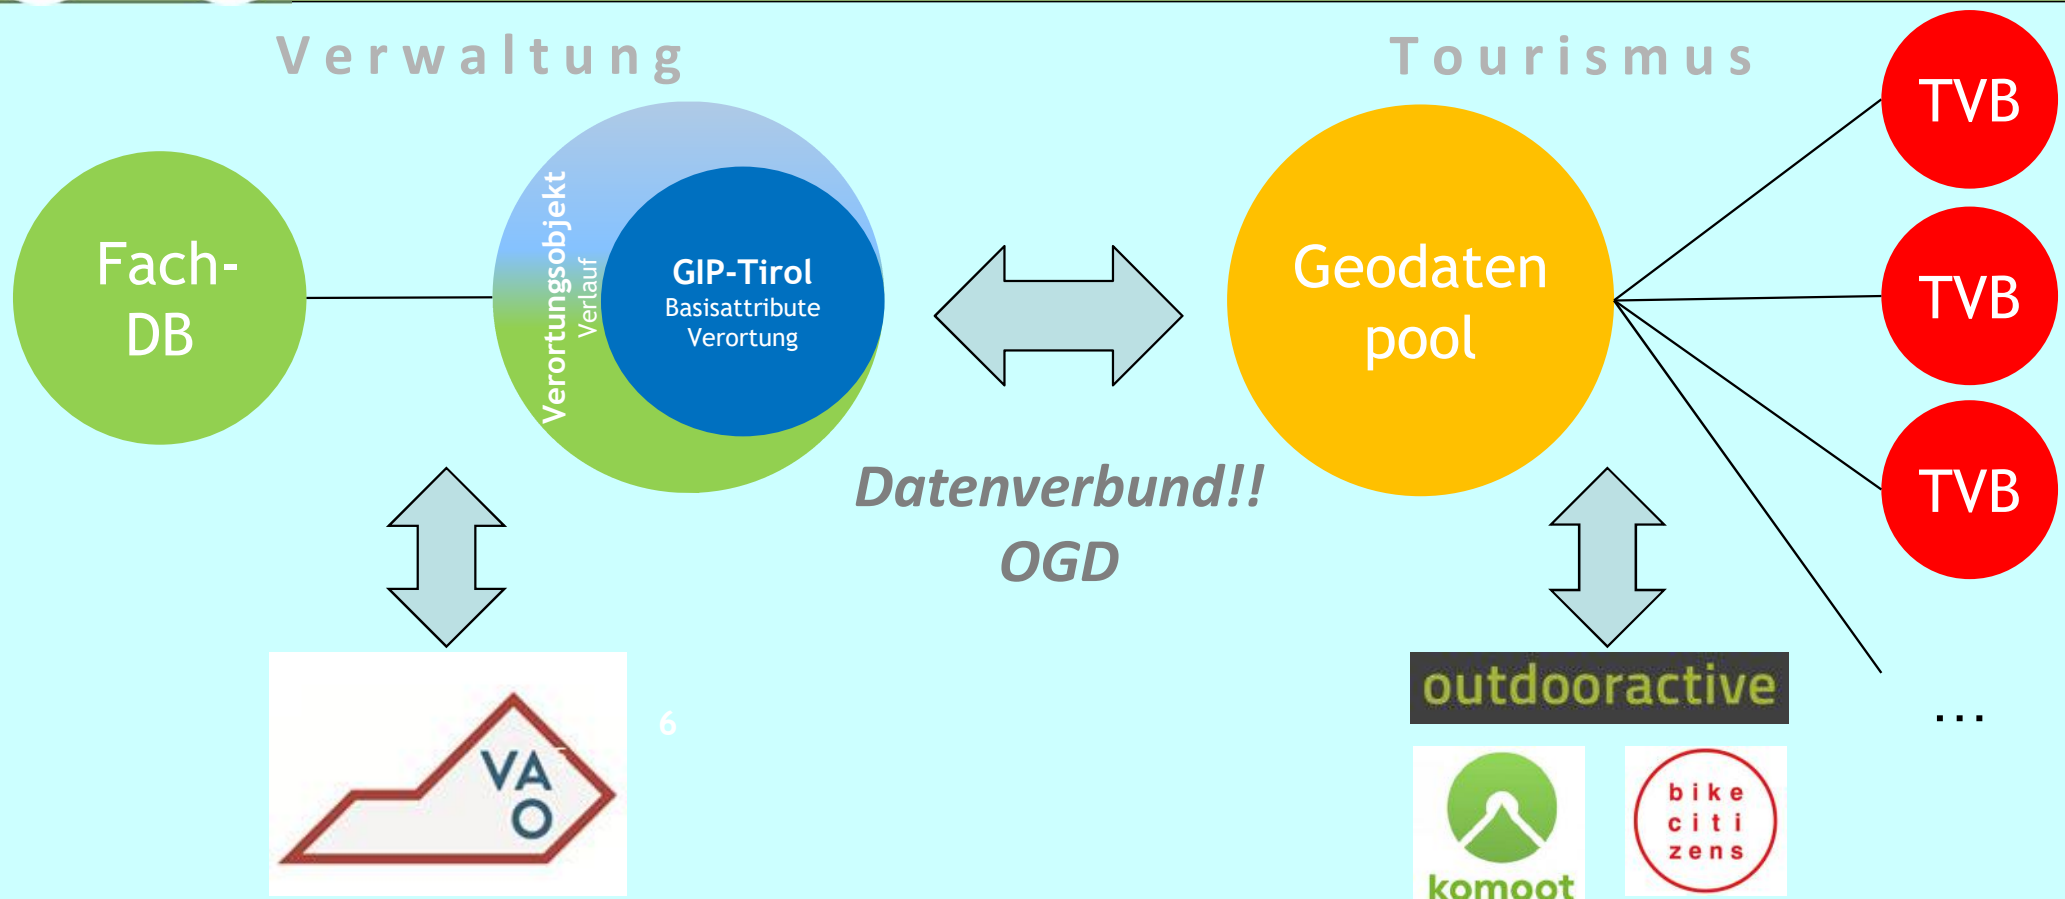 Verwaltung
Tourismus
Fach-
DB
Verortungsobjekt
Verlauf
GIP-Tirol
Basisattribute
Verortung
Geodaten
pool
TVB
TVB
TVB
...
Datenverbund!!
OGD
VA
O
6
outdooractive
komoot
bike
citi
zens